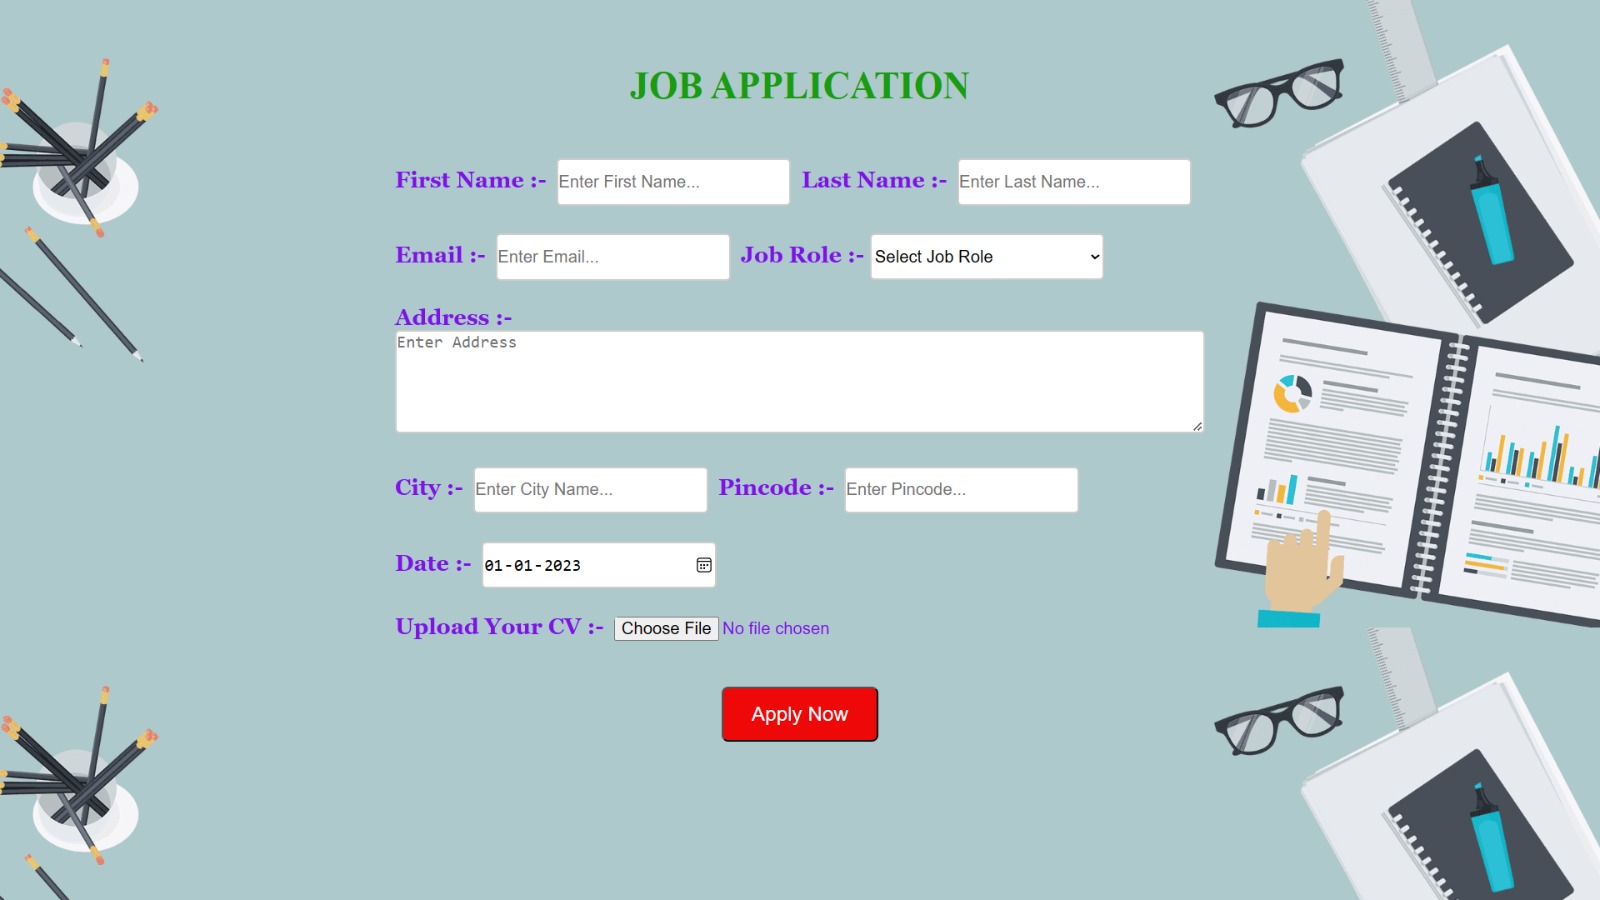 JOB APPLICATION
First Name :- Enter First Name... Last Name :- Enter Last Name...
Email :- Enter Email... Job Role :- Select Job Role
Address :-
Enter Address
City :- Enter City Name... Pincode :- Enter Pincode...
Date :- 01-01-2023
Upload Your CV :- Choose File No file chosen
Apply Now